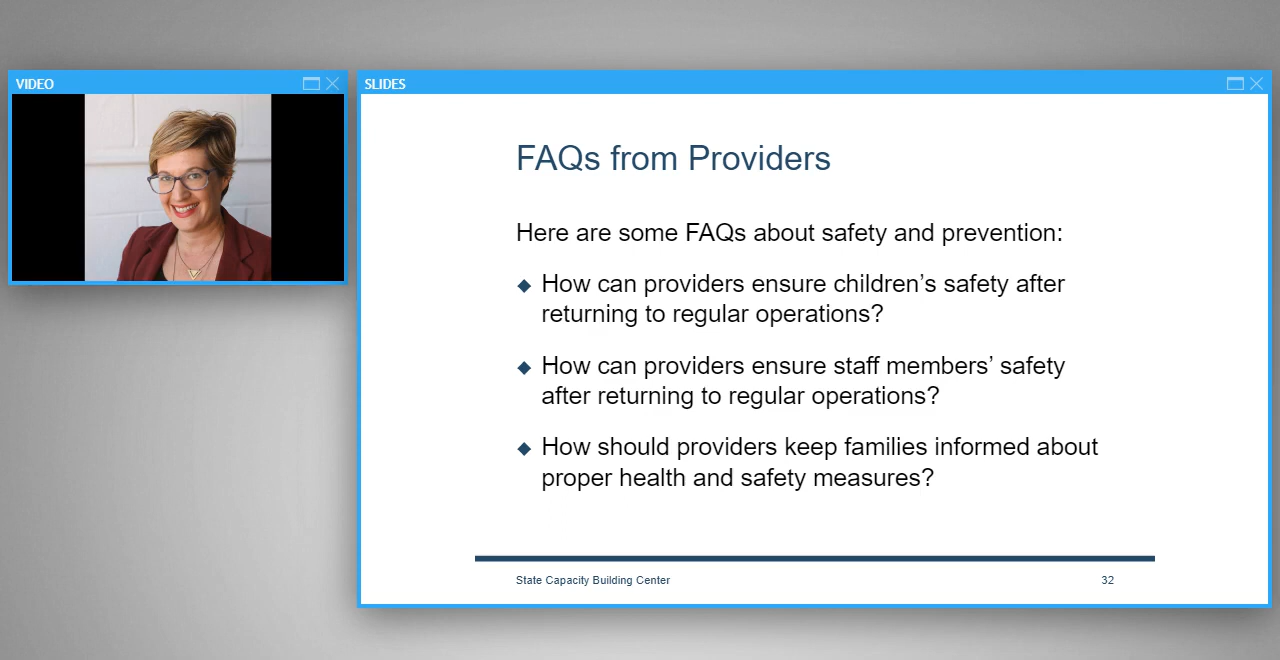 VIDEO
SLIDES
FAQs from Providers
Here are some FAQs about safety and prevention:
◆ How can providers ensure children’s safety after
returning to regular operations?
◆ How can providers ensure staff members’ safety
after returning to regular operations?
◆ How should providers keep families informed about
proper health and safety measures?
State Capacity Building Center
32